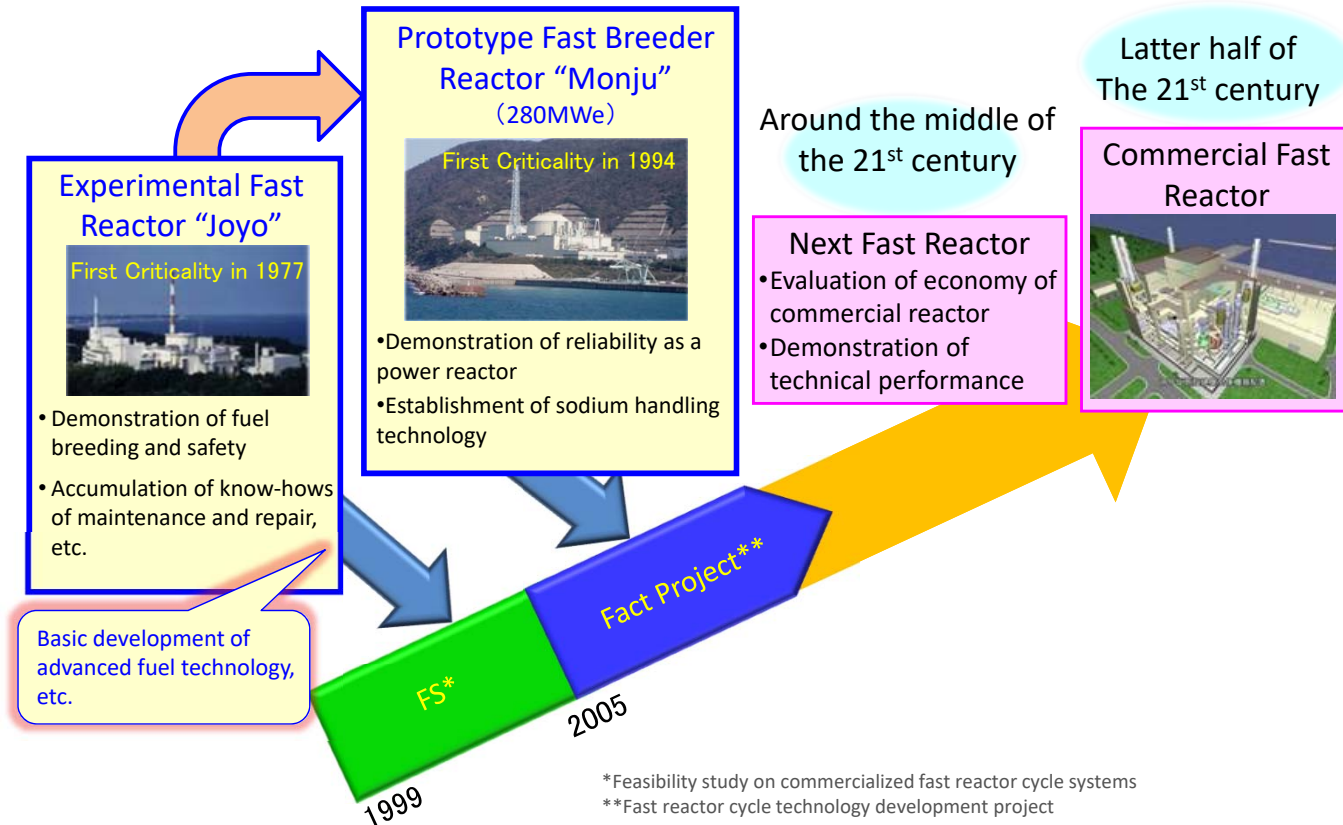 Experimental Fast
Reactor “Joyo”
First Criticality in 1977
• Demonstration of fuel
breeding and safety
• Accumulation of know-hows
of maintenance and repair,
etc.
Basic development of
advanced fuel technology,
etc.
Prototype Fast Breeder
Reactor “Monju”
（280MWe）
First Criticality in 1994
•Demonstration of reliability as a
power reactor
•Establishment of sodium handling
technology
Around the middle of
the 21st century
Next Fast Reactor
•Evaluation of economy of
commercial reactor
•Demonstration of
technical performance
Latter half of
The 21st century
Commercial Fast
Reactor
FS*
Fact Project**
1999
2005
*Feasibility study on commercialized fast reactor cycle systems
**Fast reactor cycle technology development project